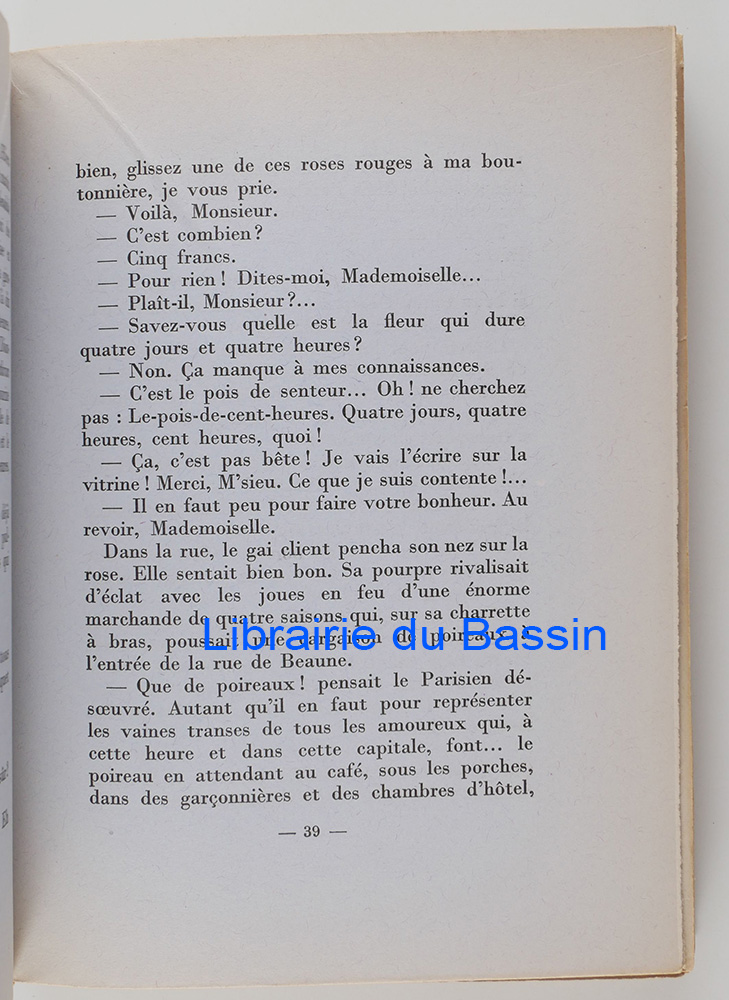 bien, glissez une de ces roses rouges à ma bou-
tonnière, je vous prie.
— Voilà, Monsieur.
— C'est combien ?
— Cinq francs.
— Pour rien ! Dites-moi, Mademoiselle...
— Plaît-il, Monsieur ?...
— Savez-vous quelle est la fleur qui dure
quatre jours et quatre heures ?
— Non. Ça manque à mes connaissances.
— C'est le pois de senteur... Oh ! ne cherchez
pas : Le-pois-de-cent-heures. Quatre jours, quatre
heures, cent heures, quoi !
— Ça, c'est pas bête ! Je vais l'écrire sur la
vitrine ! Merci, M'sieu. Ce que je suis contente !...
— Il en faut peu pour faire votre bonheur. Au
revoir, Mademoiselle.
Dans la rue, le gai client pencha son nez sur la
rose. Elle sentait bien bon. Sa pourpre rivalisait
d'éclat avec les joues en feu d'une énorme
marchande de quatre saisons qui, sur sa charrette
à bras, poussait une cargaison de poireaux à
Librairie du Bassin
l'entrée de la rue de Beaune.
— Que de poireaux ! pensait le Parisien dé-
sœuvré. Autant qu'il en faut pour représenter
les vaines transes de tous les amoureux qui, à
cette heure et dans cette capitale, font... le
poireau en attendant au café, sous les porches,
dans des garçonnières et des chambres d'hôtel,
— 39 —